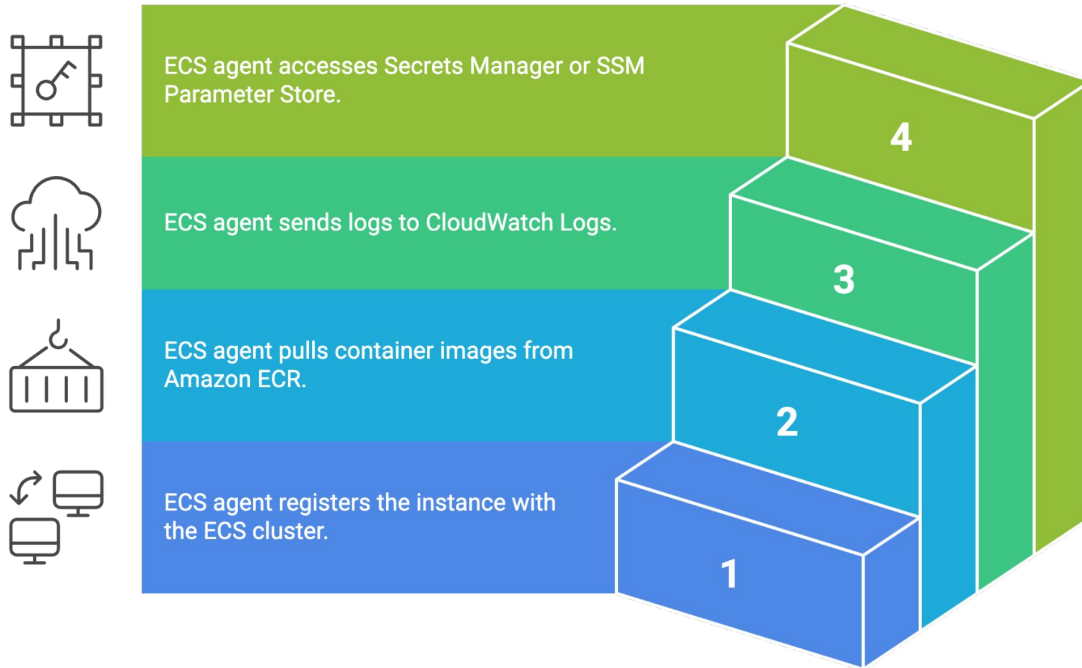 ECS agent accesses Secrets Manager or SSM
Parameter Store.
4
ECS agent sends logs to CloudWatch Logs.
3
ECS agent pulls container images from
Amazon ECR.
2
ECS agent registers the instance with
the ECS cluster.
1